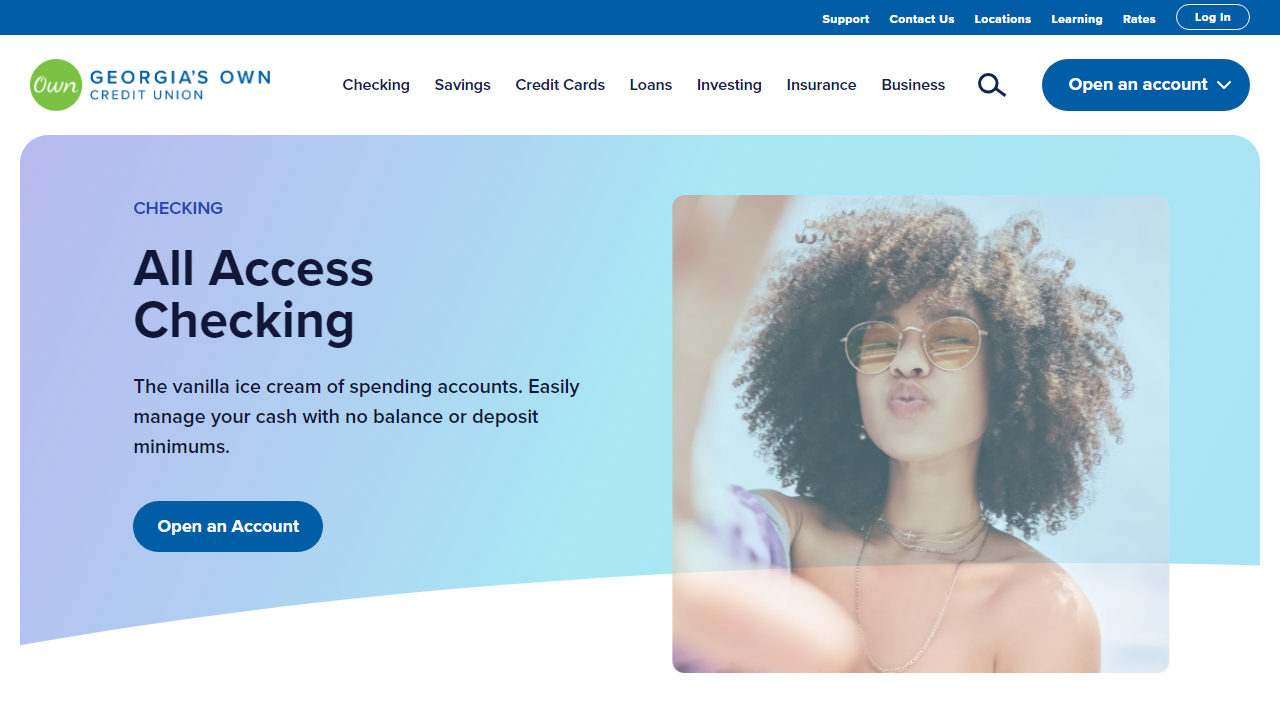 Support Contact Us Locations Learning Rates Log In
Own GEORGIA'S OWN
CREDIT UNION
Checking Savings Credit Cards Loans Investing Insurance Business Open an account
CHECKING
All Access
Checking
The vanilla ice cream of spending accounts. Easily
manage your cash with no balance or deposit
minimums.
Open an Account